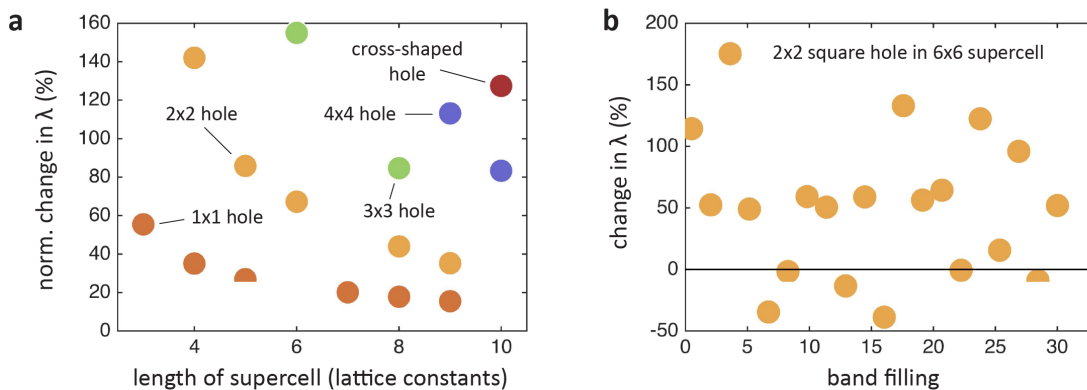 a
160
140
120
100
80
60
40
20
0
norm. change in λ (%)
cross-shaped
hole
2x2 hole
4x4 hole
1x1 hole
3x3 hole
4
6
8
10
length of supercell (lattice constants)
b
200
150
100
50
0
-50
change in λ (%)
2x2 square hole in 6x6 supercell
0
5
10
15
20
25
30
band filling